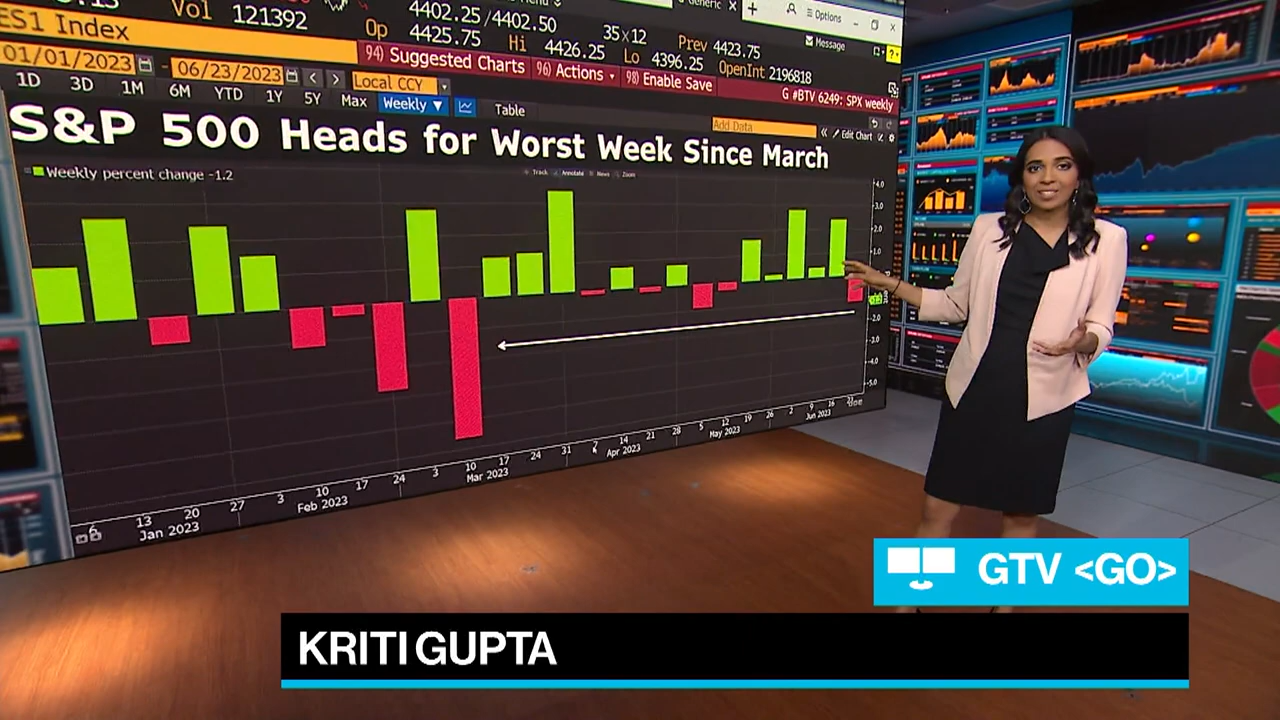 Vol 121392
4402.25/4402.50
35x12
Prev 4423.75
Options
Message
ES1 Index
Op 4425.75 Hi 4426.25 Lo 4396.25 OpenInt 2196818
01/01/2023 - 06/23/2023
94) Suggested Charts 96) Actions 98) Enable Save
G #BTV 6249: SPX weekly
Local CCY
1D 3D 1M 6M YTD 1Y 5Y Max Weekly ▼ Table
Add Data
« Edit Chart
S&P 500 Heads for Worst Week Since March
Weekly percent change -1.2
Track Annotate News Zoom
4.0
3.0
2.0
1.0
-2.0
-3.0
-4.0
-5.0
6 13 20 27 3 10 17 24 3 10 17 24 31 7 14 21 28 5 12 19 26 2 9 16 23
Jan 2023 Feb 2023 Mar 2023 Apr 2023 May 2023 Jun 2023
GTV <GO>
KRITI GUPTA